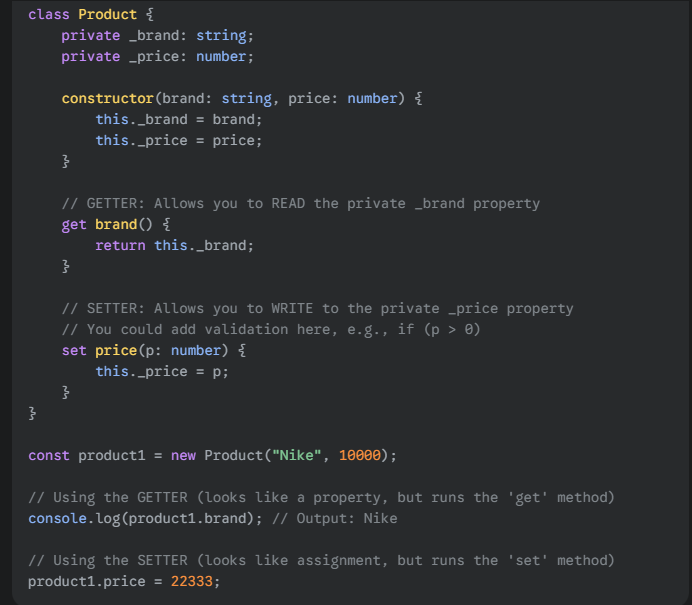 class Product {
    private _brand: string;
    private _price: number;

    constructor(brand: string, price: number) {
        this._brand = brand;
        this._price = price;
    }

    // GETTER: Allows you to READ the private _brand property
    get brand() {
        return this._brand;
    }

    // SETTER: Allows you to WRITE to the private _price property
    // You could add validation here, e.g., if (p > 0)
    set price(p: number) {
        this._price = p;
    }
}

const product1 = new Product("Nike", 10000);

// Using the GETTER (looks like a property, but runs the 'get' method)
console.log(product1.brand); // Output: Nike

// Using the SETTER (looks like assignment, but runs the 'set' method)
product1.price = 22333;